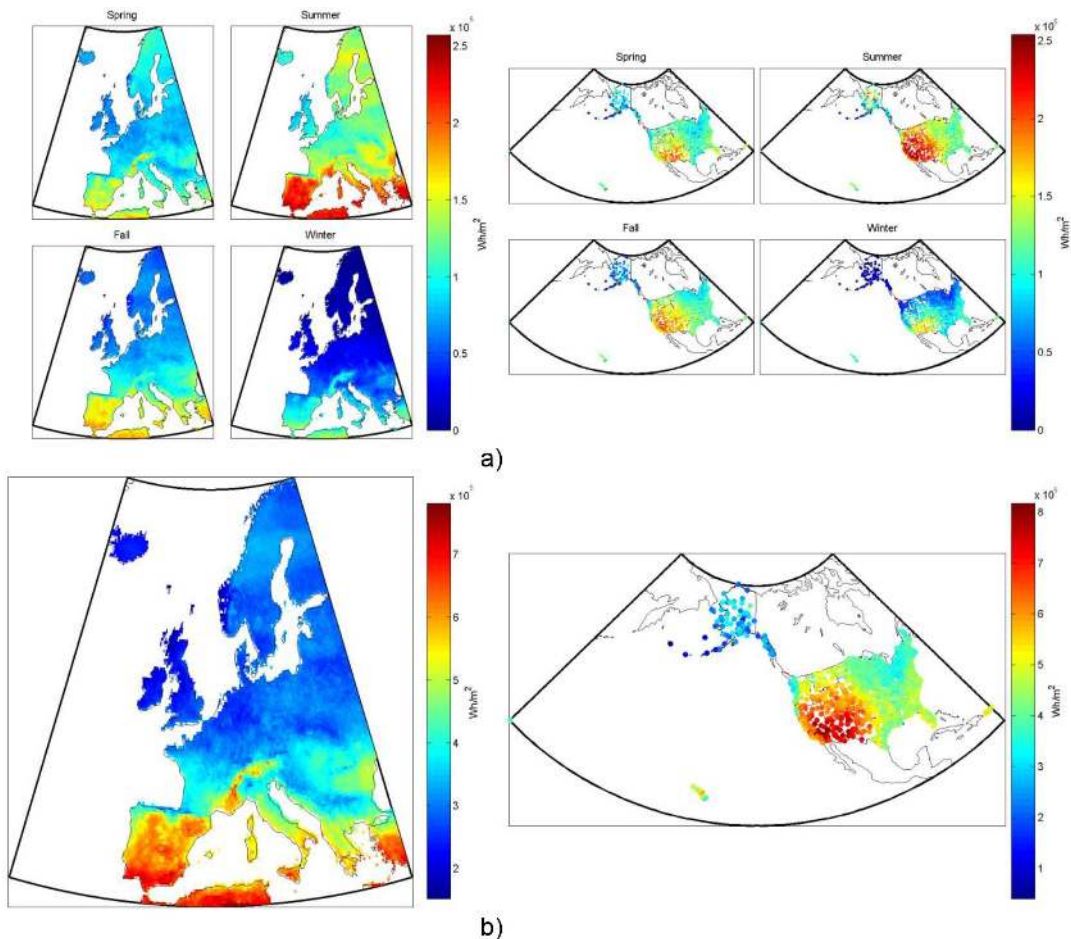 Spring
Summer
Fall
Winter
x 10⁵
2.5
2
1.5
1
0.5
0
Wh/m²
Spring
Summer
Fall
Winter
x 10⁵
2.5
2
1.5
1
0.5
0
Wh/m²
a)
x 10⁵
7
6
5
4
3
2
Wh/m²
x 10⁵
8
7
6
5
4
3
2
1
Wh/m²
b)